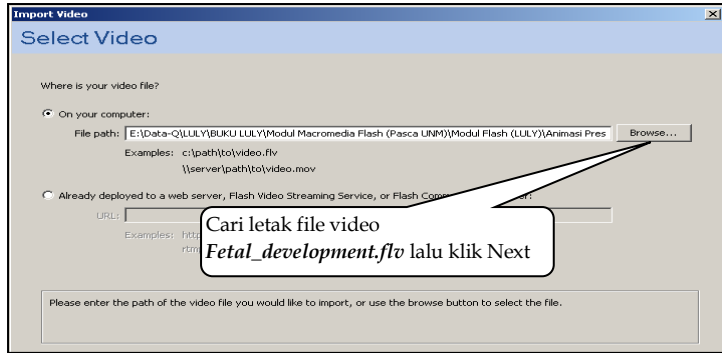 Import Video
Select Video
Where is your video file?
On your computer:
File path: E:\Data-Q\LULY\BUKU LULY\Modul Macromedia Flash (Pasca UNM)\Modul Flash (LULY)\Animasi Pres Browse...
Examples: c:\path\to\video.flv
\\server\path\to\video.mov
Already deployed to a web server, Flash Video Streaming Service, or Flash Comm
URL:
Examples:
Cari letak file video
Fetal_development.flv lalu klik Next
Please enter the path of the video file you would like to import, or use the browse button to select the file.